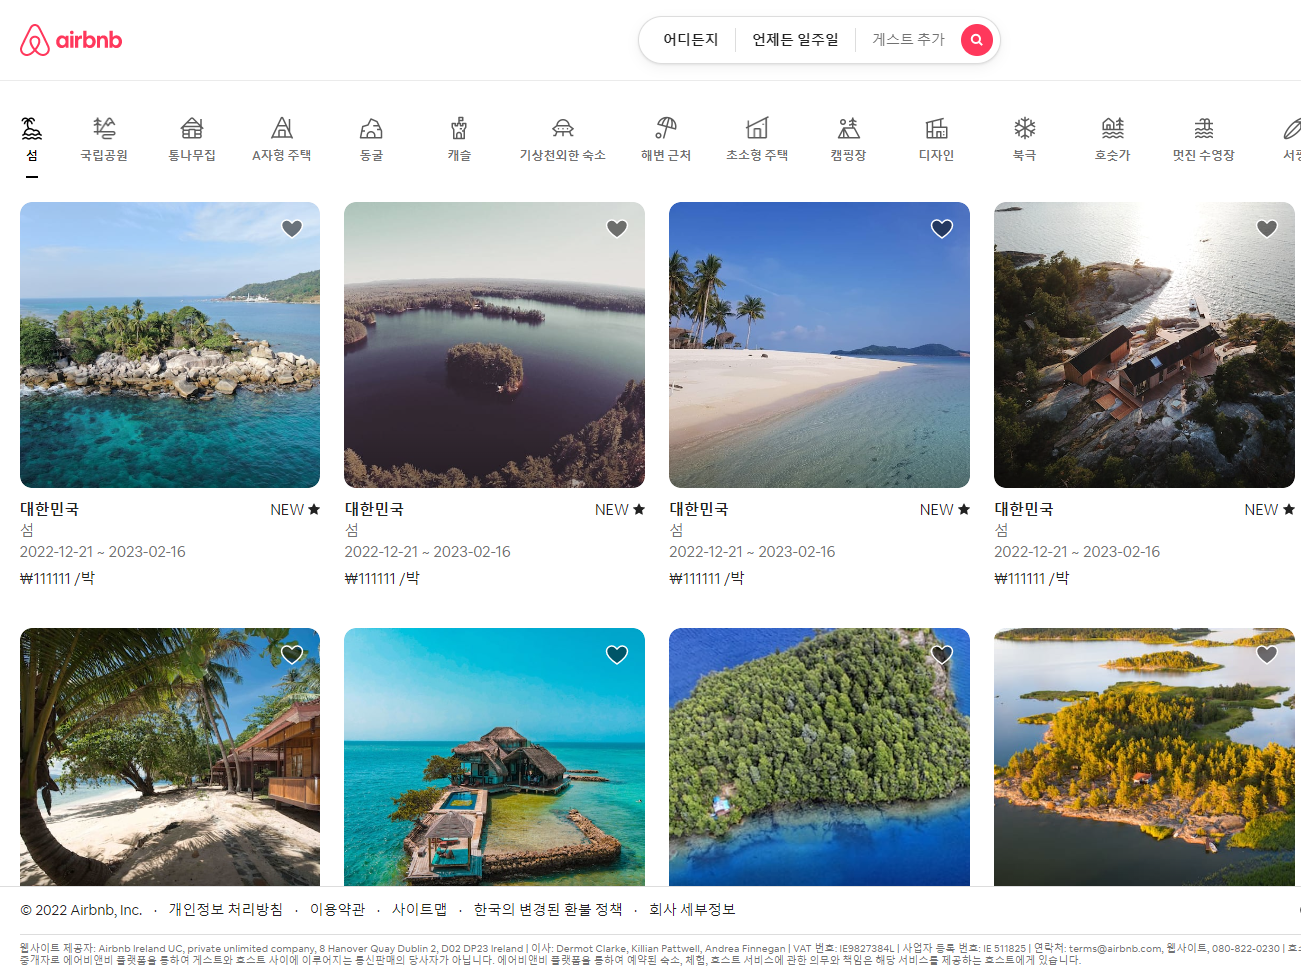 airbnb
어디든지
언제든 일주일
게스트 추가
섬
국립공원
통나무집
A자형 주택
동굴
캐슬
기상천외한 숙소
해변 근처
초소형 주택
캠핑장
디자인
북극
호숫가
멋진 수영장
대한민국 NEW ★
섬
2022-12-21 ~ 2023-02-16
₩111111 /박
대한민국 NEW ★
섬
2022-12-21 ~ 2023-02-16
₩111111 /박
대한민국 NEW ★
섬
2022-12-21 ~ 2023-02-16
₩111111 /박
대한민국 NEW ★
섬
2022-12-21 ~ 2023-02-16
₩111111 /박
© 2022 Airbnb, Inc. · 개인정보 처리방침 · 이용약관 · 사이트맵 · 한국의 변경된 환불 정책 · 회사 세부정보
웹사이트 제공자: Airbnb Ireland UC, private unlimited company, 8 Hanover Quay Dublin 2, D02 DP23 Ireland | 이사: Dermot Clarke, Killian Pattwell, Andrea Finnegan | VAT 번호: IE9827384L | 사업자 등록 번호: IE 511825 | 연락처: terms@airbnb.com, 웹사이트, 080-822-0230 |
중개자로 에어비앤비 플랫폼을 통하여 게스트와 호스트 사이에 이루어지는 통신판매의 당사자가 아닙니다. 에어비앤비 플랫폼을 통하여 예약된 숙소, 체험, 호스트 서비스에 관한 의무와 책임은 해당 서비스를 제공하는 호스트에게 있습니다.